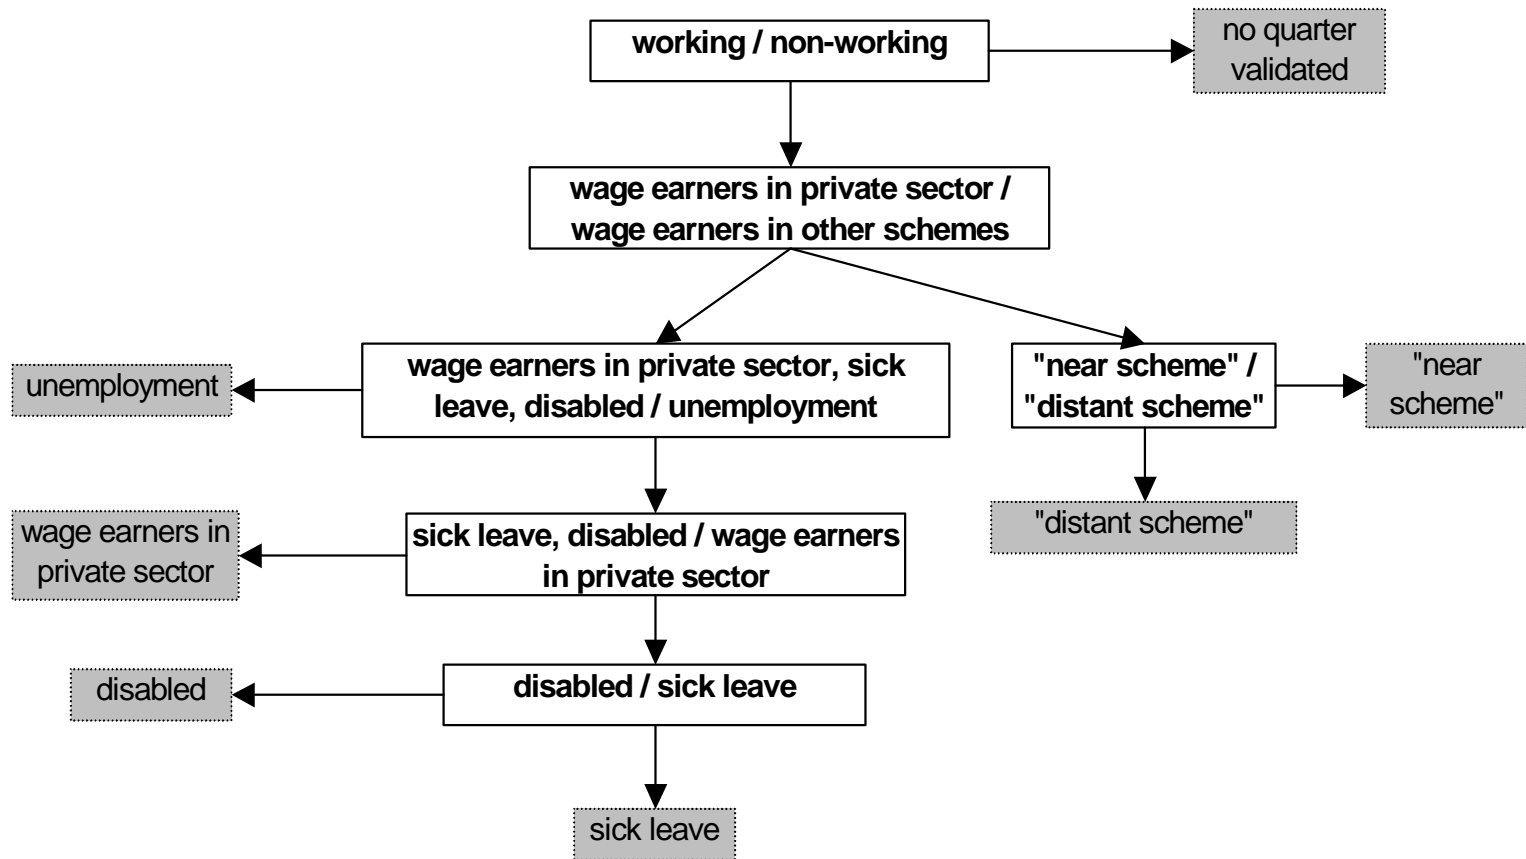 working / non-working
no quarter
validated
wage earners in private sector /
wage earners in other schemes
unemployment
wage earners in private sector, sick
leave, disabled / unemployment
"near scheme" /
"distant scheme"
"near
scheme"
wage earners in
private sector
sick leave, disabled / wage earners
in private sector
"distant scheme"
disabled
disabled / sick leave
sick leave